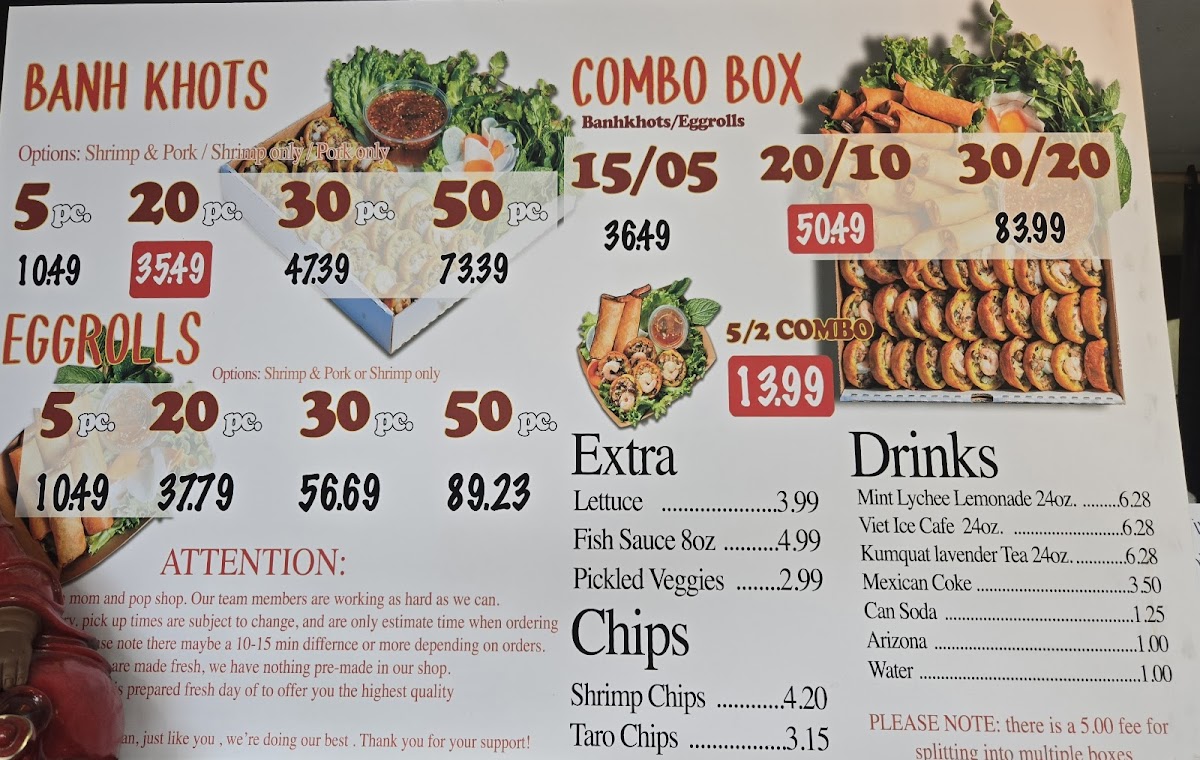 BANH KHOTS
Options: Shrimp & Pork / Shrimp only / Pork only
5 pc. 20 pc. 30 pc. 50 pc.
10.49 35.49 47.39 73.39
EGGROLLS
Options: Shrimp & Pork or Shrimp only
5 pc. 20 pc. 30 pc. 50 pc.
10.49 37.79 56.69 89.23
ATTENTION:
mom and pop shop. Our team members are working as hard as we can.
pick up times are subject to change, and are only estimate time when ordering
note there maybe a 10-15 min differnce or more depending on orders.
are made fresh, we have nothing pre-made in our shop.
prepared fresh day of to offer you the highest quality
just like you , we're doing our best . Thank you for your support!
COMBO BOX
Banhkhots/Eggrolls
15/05 20/10 30/20
36.49 50.49 83.99
5/2 COMBO
13.99
Extra
Lettuce ..................3.99
Fish Sauce 8oz ..........4.99
Pickled Veggies .......2.99
Chips
Shrimp Chips ............4.20
Taro Chips ..................3.15
Drinks
Mint Lychee Lemonade 24oz. .......6.28
Viet Ice Cafe 24oz. .....................6.28
Kumquat lavender Tea 24oz.............6.28
Mexican Coke .............................3.50
Can Soda .....................................1.25
Arizona ........................................1.00
Water ...........................................1.00
PLEASE NOTE: there is a 5.00 fee for
splitting into multiple boxes